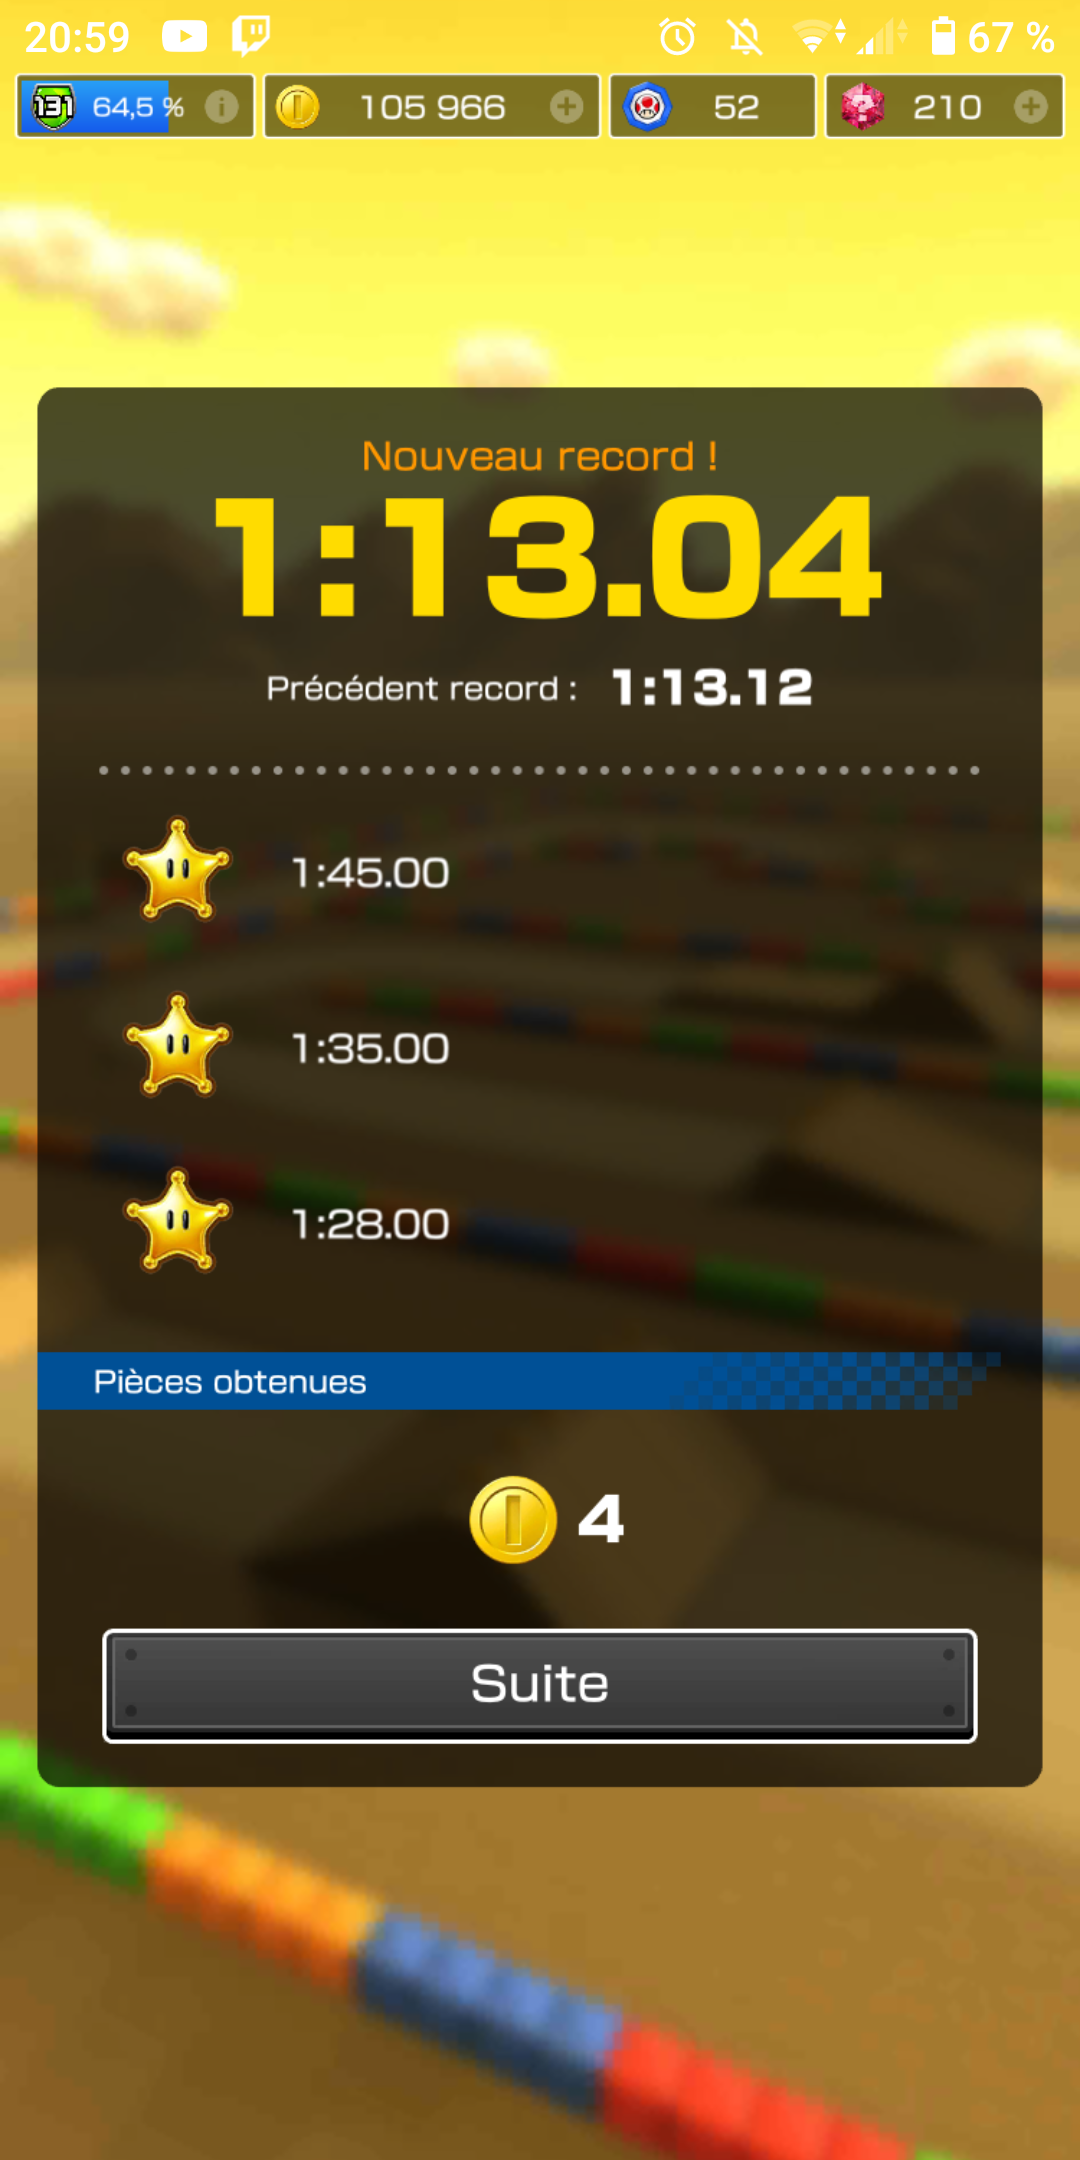 20:59 67 %
131 64,5 % 105 966 52 210
Nouveau record !
1:13.04
Précédent record : 1:13.12
1:45.00
1:35.00
1:28.00
Pièces obtenues
4
Suite